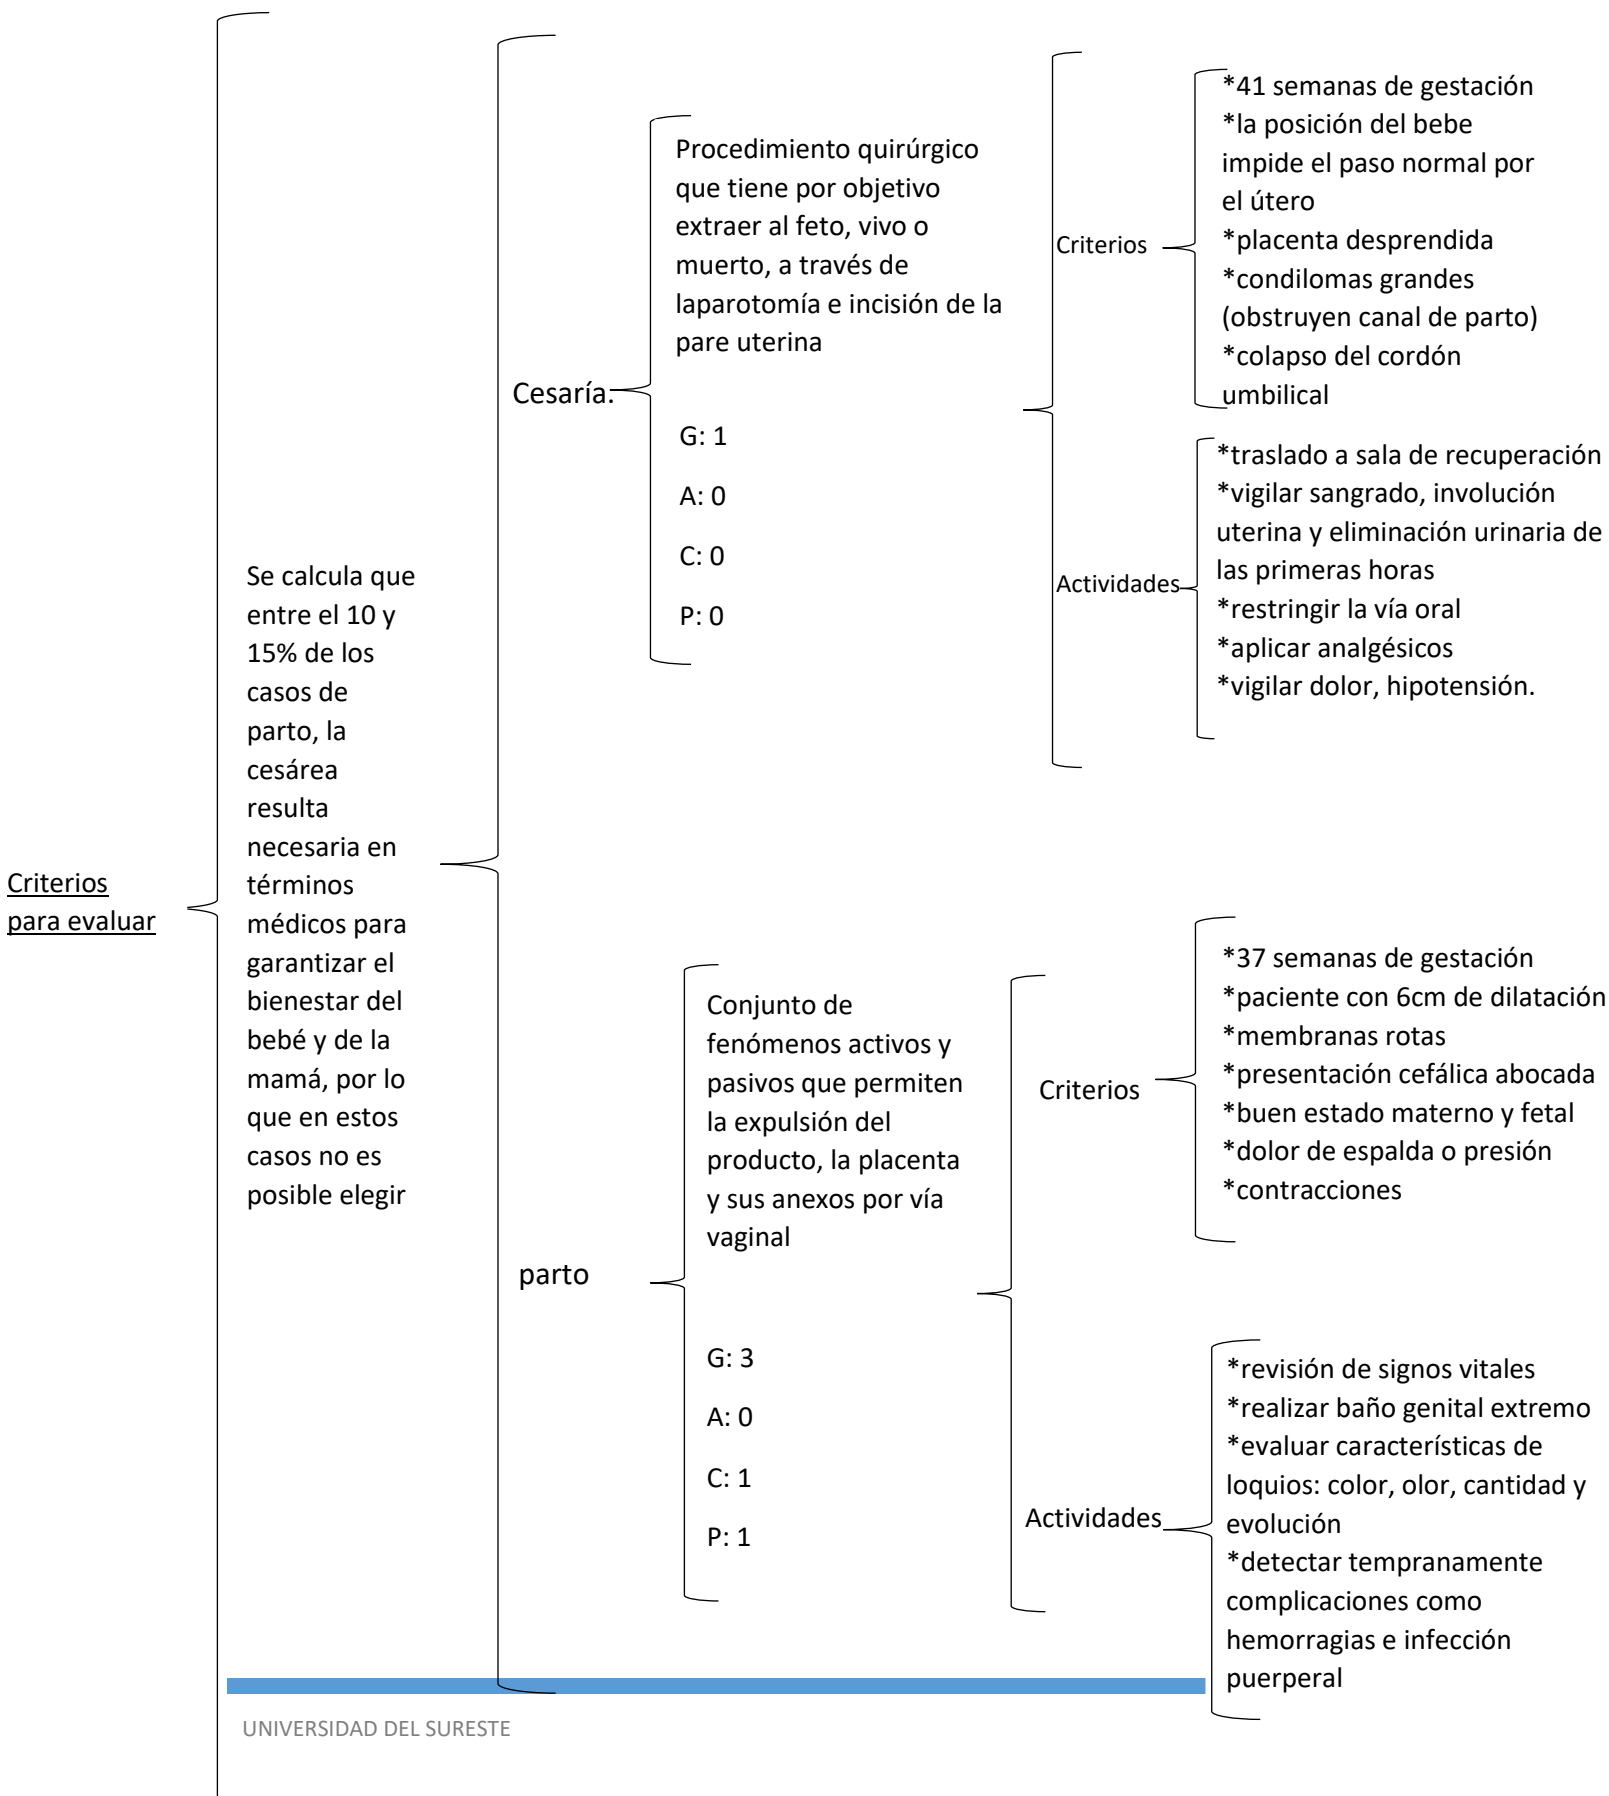 Criterios
para evaluar
Se calcula que
entre el 10 y
15% de los
casos de
parto, la
cesárea
resulta
necesaria en
términos
médicos para
garantizar el
bienestar del
bebé y de la
mamá, por lo
que en estos
casos no es
posible elegir
Cesaría.
Procedimiento quirúrgico
que tiene por objetivo
extraer al feto, vivo o
muerto, a través de
laparotomía e incisión de la
pare uterina
G: 1
A: 0
C: 0
P: 0
Criterios
*41 semanas de gestación
*la posición del bebe
impide el paso normal por
el útero
*placenta desprendida
*condilomas grandes
(obstruyen canal de parto)
*colapso del cordón
umbilical
Actividades
*traslado a sala de recuperación
*vigilar sangrado, involución
uterina y eliminación urinaria de
las primeras horas
*restringir la vía oral
*aplicar analgésicos
*vigilar dolor, hipotensión.
parto
Conjunto de
fenómenos activos y
pasivos que permiten
la expulsión del
producto, la placenta
y sus anexos por vía
vaginal
G: 3
A: 0
C: 1
P: 1
Criterios
*37 semanas de gestación
*paciente con 6cm de dilatación
*membranas rotas
*presentación cefálica abocada
*buen estado materno y fetal
*dolor de espalda o presión
*contracciones
Actividades
*revisión de signos vitales
*realizar baño genital extremo
*evaluar características de
loquios: color, olor, cantidad y
evolución
*detectar tempranamente
complicaciones como
hemorragias e infección
puerperal
UNIVERSIDAD DEL SURESTE